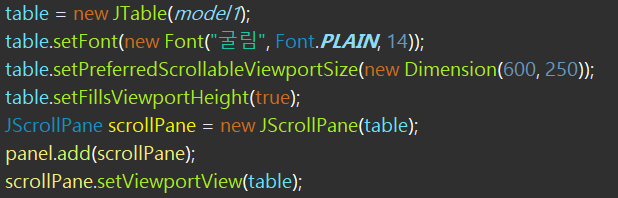 table = new JTable(model1);
table.setFont(new Font("굴림", Font.PLAIN, 14));
table.setPreferredScrollableViewportSize(new Dimension(600, 250));
table.setFillsViewportHeight(true);
JScrollPane scrollPane = new JScrollPane(table);
panel.add(scrollPane);
scrollPane.setViewportView(table);